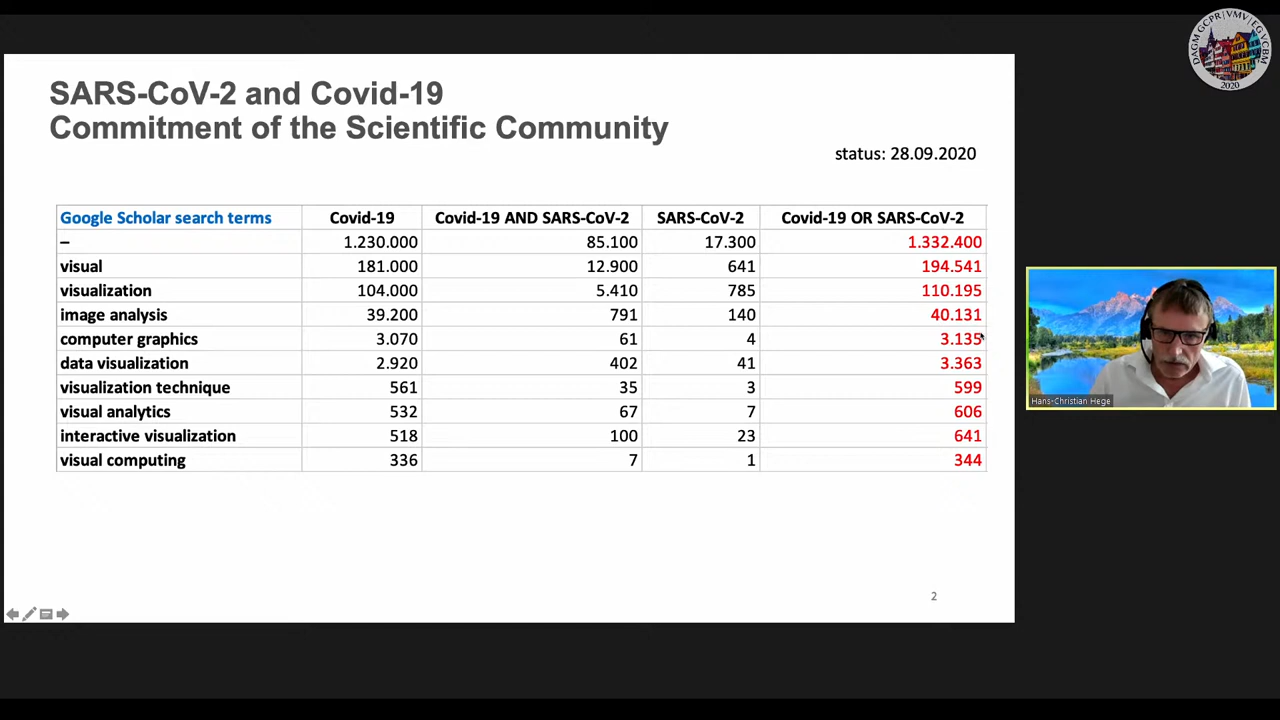 DAGM GCPR | VMV | EG VCBM
2020
SARS-CoV-2 and Covid-19
Commitment of the Scientific Community
status: 28.09.2020
Google Scholar search terms Covid-19 Covid-19 AND SARS-CoV-2 SARS-CoV-2 Covid-19 OR SARS-CoV-2
– 1.230.000 85.100 17.300 1.332.400
visual 181.000 12.900 641 194.541
visualization 104.000 5.410 785 110.195
image analysis 39.200 791 140 40.131
computer graphics 3.070 61 4 3.135
data visualization 2.920 402 41 3.363
visualization technique 561 35 3 599
visual analytics 532 67 7 606
interactive visualization 518 100 23 641
visual computing 336 7 1 344
Hans-Christian Hege
2